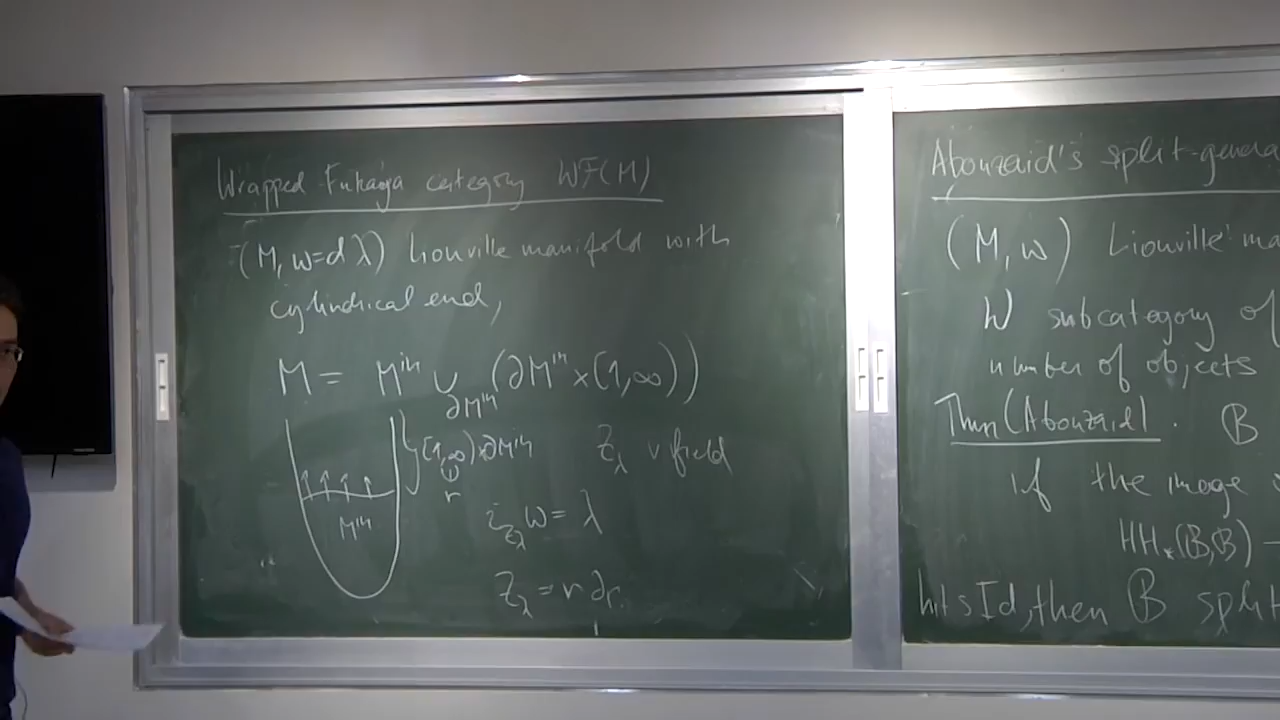 Wrapped Fukaya category WF(M)
(M, ω=dλ) Liouville manifold with
cylindrical end,
M = M^in ∪_∂M^in (∂M^in × (1,∞))
[1,∞)×∂M^in
r
Z_λ v field
M^in
i_{Z_λ} ω = λ
Z_λ = r∂r.
Abouzaid's split-genera
(M, ω) Liouville ma
subcategory of
number of objects
Thm (Abouzaid). B
if the image
HH_*(B,B) →
hits Id, then B split